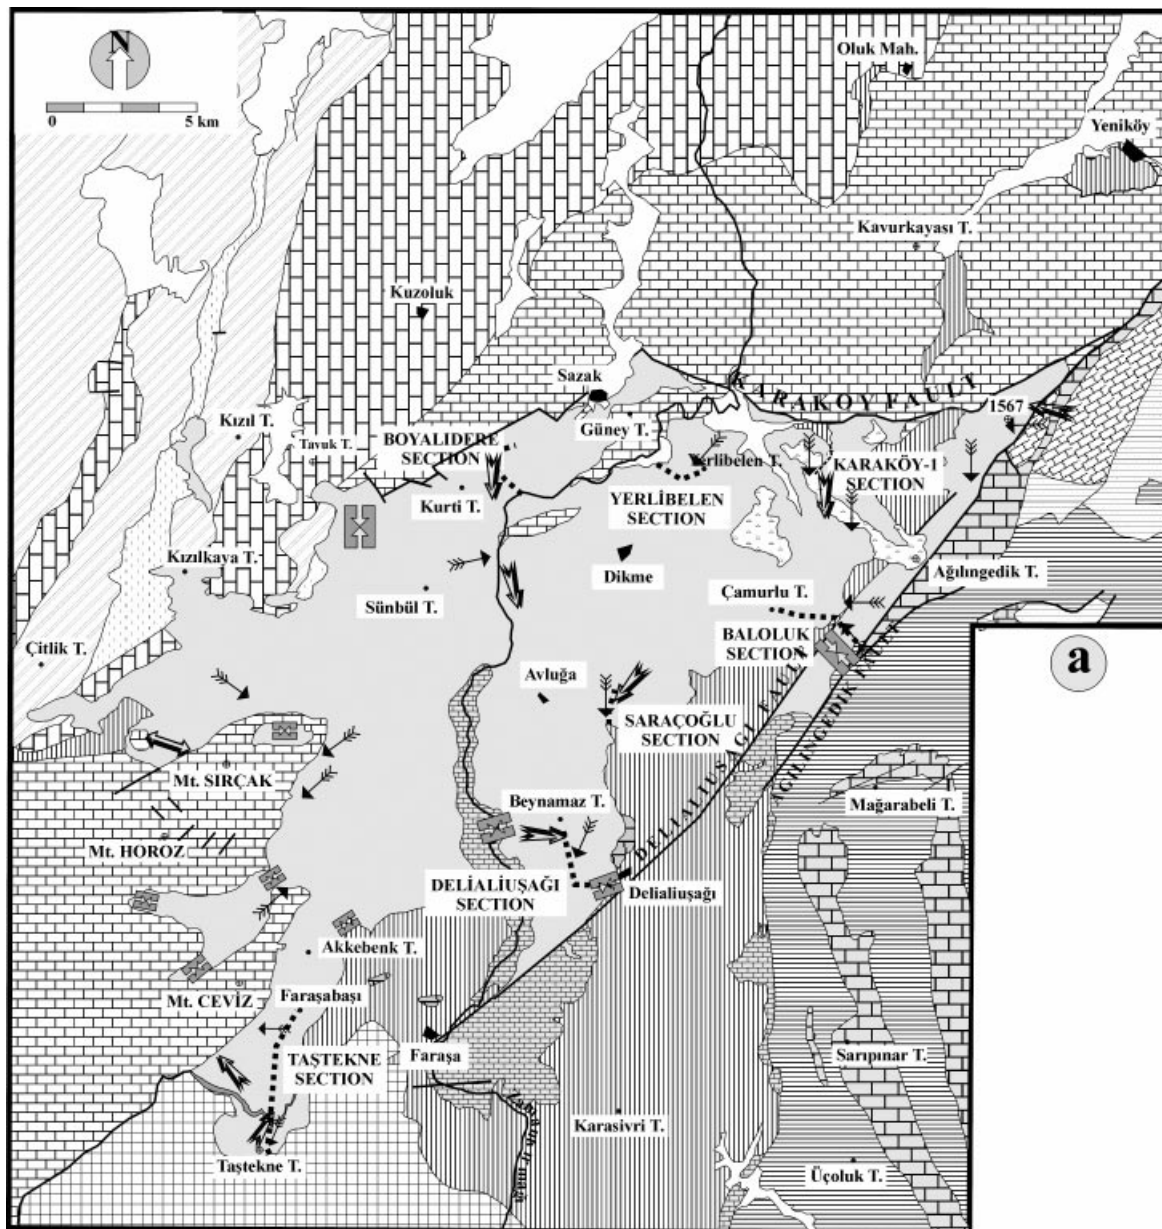 N
0 5 km
Oluk Mah.
Yeniköy
Kavurkayası T.
Kuzoluk
Sazak
KARAKÖY FAULT
1567
Kızıl T.
Tavuk T.
BOYALIDERE
SECTION
Güney T.
Yerlibelen T.
KARAKÖY-1
SECTION
Kurti T.
YERLİBELEN
SECTION
Kızılkaya T.
Dikme
Ağılıngedik T.
Sünbül T.
Çamurlu T.
Çitlik T.
BALOLUK
SECTION
a
Avluğa
SARAÇOĞLU
SECTION
DELİALİUŞAĞI FAULT
AĞILINGEDİK FAULT
Mt. SIRÇAK
Beynamaz T.
Mağarabeli T.
Mt. HOROZ
DELİALİUŞAĞI
SECTION
Delialiuşağı
Akkebenk T.
Mt. CEVİZ
Faraşabaşı
TAŞTEKNE
SECTION
Faraşa
Sarıpınar T.
Zamantı ırmağı
Karasivri T.
Taştekne T.
Üçoluk T.